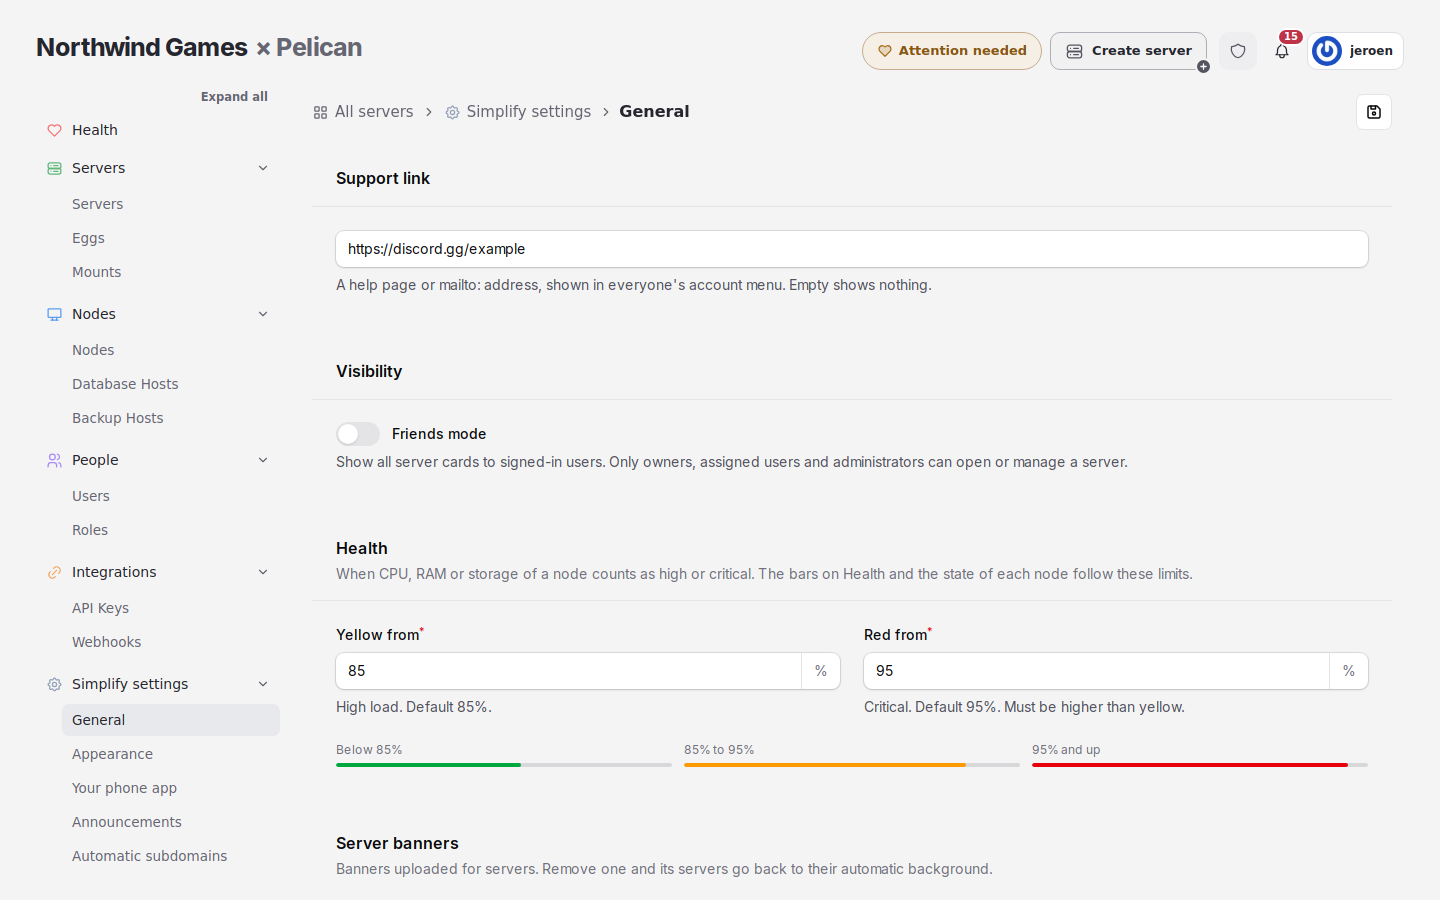 Northwind Games × Pelican
Attention needed
Create server
15
jeroen
Expand all
Health
Servers
Servers
Eggs
Mounts
Nodes
Nodes
Database Hosts
Backup Hosts
People
Users
Roles
Integrations
API Keys
Webhooks
Simplify settings
General
Appearance
Your phone app
Announcements
Automatic subdomains
All servers > Simplify settings > General
Support link
https://discord.gg/example
A help page or mailto: address, shown in everyone's account menu. Empty shows nothing.
Visibility
Friends mode
Show all server cards to signed-in users. Only owners, assigned users and administrators can open or manage a server.
Health
When CPU, RAM or storage of a node counts as high or critical. The bars on Health and the state of each node follow these limits.
Yellow from*
85 %
High load. Default 85%.
Red from*
95 %
Critical. Default 95%. Must be higher than yellow.
Below 85%
85% to 95%
95% and up
Server banners
Banners uploaded for servers. Remove one and its servers go back to their automatic background.